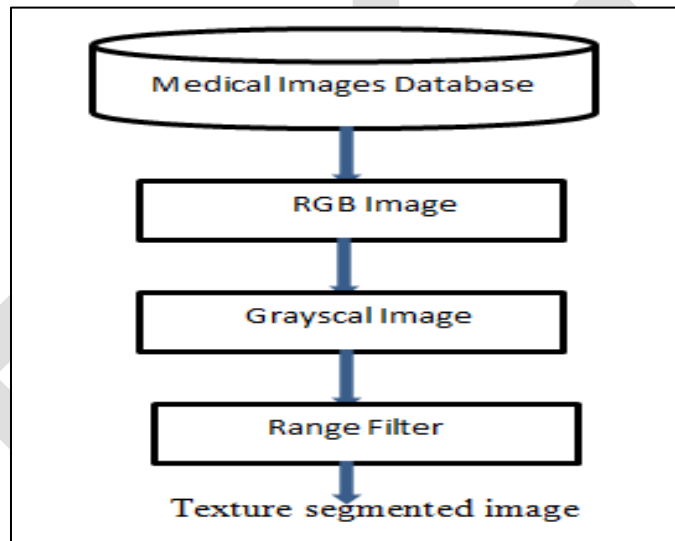 Medical Images Database
RGB Image
Grayscal Image
Range Filter
Texture segmented image